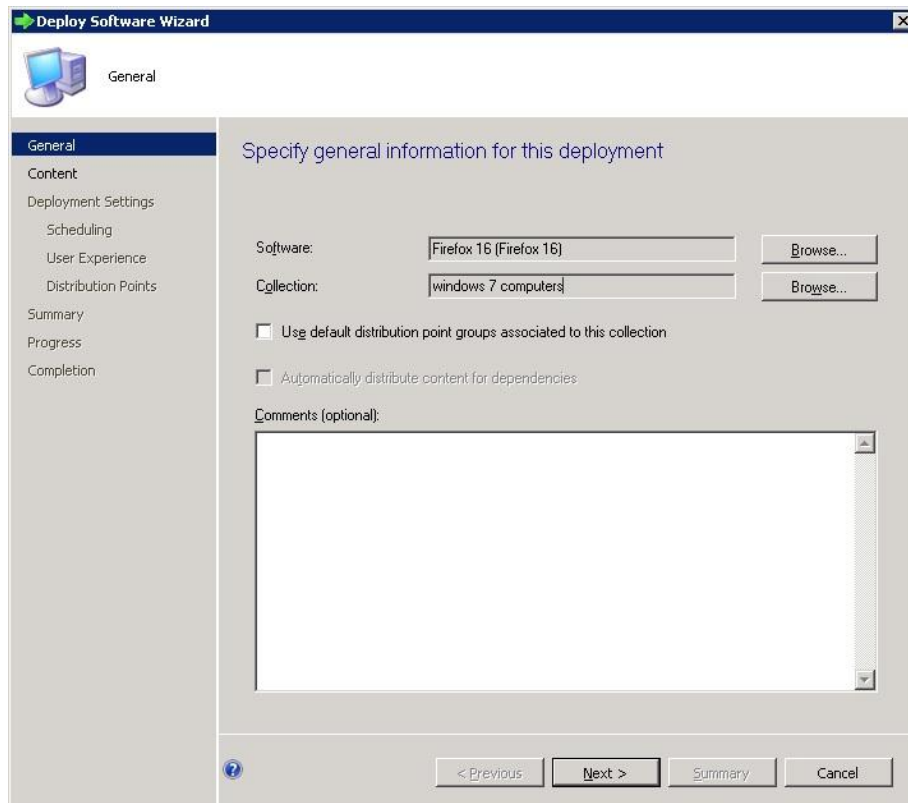 Deploy Software Wizard
General
General
Content
Deployment Settings
Scheduling
User Experience
Distribution Points
Summary
Progress
Completion
Specify general information for this deployment
Software: Firefox 16 (Firefox 16) Browse...
Collection: windows 7 computers Browse...
Use default distribution point groups associated to this collection
Automatically distribute content for dependencies
Comments (optional):
< Previous Next > Summary Cancel